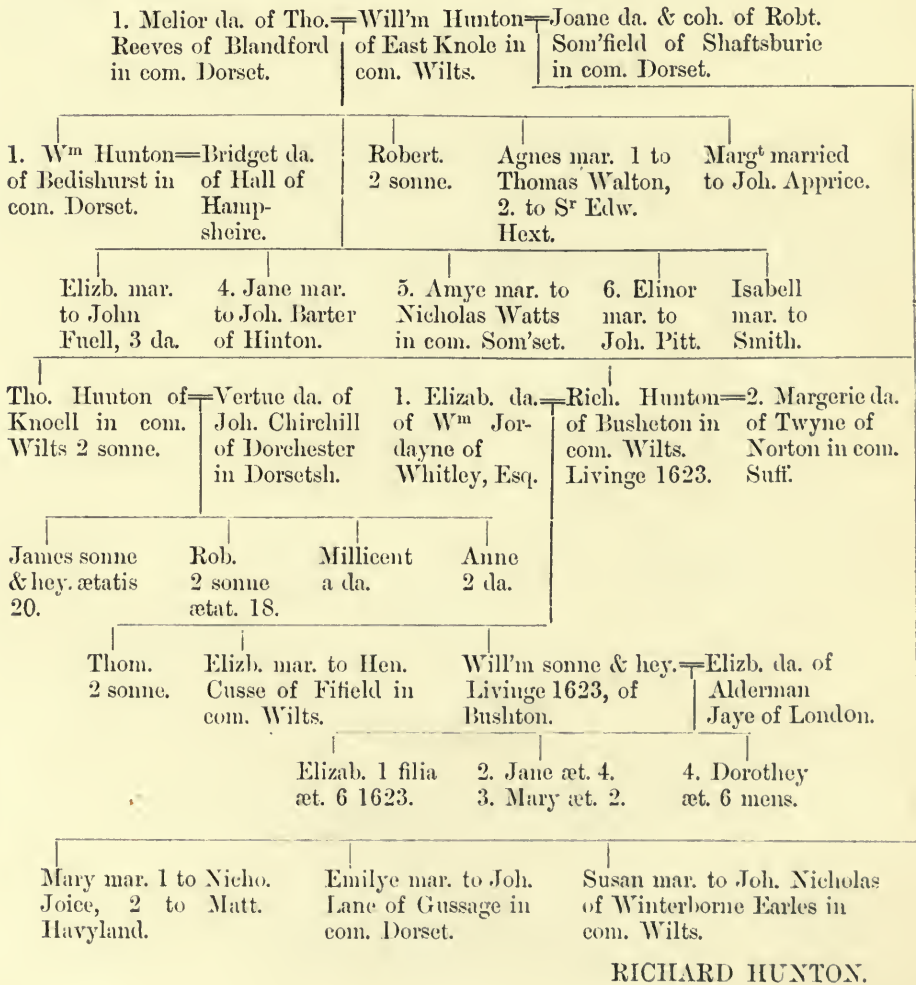 1. Melior da. of Tho.
Reeves of Blandford
in com. Dorset.
Will'm Hunton
of East Knole in
com. Wilts.
Joane da. & coh. of Robt.
Som'field of Shaftsburie
in com. Dorset.
1. Wᵐ Hunton
of Bedishurst in
com. Dorset.
Bridget da.
of Hall of
Hamp-
sheire.
Robert.
2 sonne.
Agnes mar. 1 to
Thomas Walton,
2. to Sʳ Edw.
Hext.
Margᵗ married
to Joh. Apprice.
Elizb. mar.
to John
Fuell, 3 da.
4. Jane mar.
to Joh. Barter
of Hinton.
5. Amye mar. to
Nicholas Watts
in com. Som'set.
6. Elinor
mar. to
Joh. Pitt.
Isabell
mar. to
Smith.
Tho. Hunton of
Knoell in com.
Wilts 2 sonne.
Vertue da. of
Joh. Chirchill
of Dorchester
in Dorsetsh.
1. Elizab. da.
of Wᵐ Jor-
dayne of
Whitley, Esq.
Rich. Hunton
of Busheton in
com. Wilts.
Livinge 1623.
2. Margerie da.
of Twyne of
Norton in com.
Suff.
James sonne
& hey. ætatis
20.
Rob.
2 sonne
ætat. 18.
Millicent
a da.
Anne
2 da.
Thom.
2 sonne.
Elizb. mar. to Hen.
Cusse of Fifield in
com. Wilts.
Will'm sonne & hey.
Livinge 1623, of
Bushton.
Elizb. da. of
Alderman
Jaye of London.
Elizab. 1 filia
æt. 6 1623.
2. Jane æt. 4.
3. Mary æt. 2.
4. Dorothey
æt. 6 mens.
Mary mar. 1 to Nicho.
Joice, 2 to Matt.
Havyland.
Emilye mar. to Joh.
Lane of Gussage in
com. Dorset.
Susan mar. to Joh. Nicholas
of Winterborne Earles in
com. Wilts.
RICHARD HUNTON.